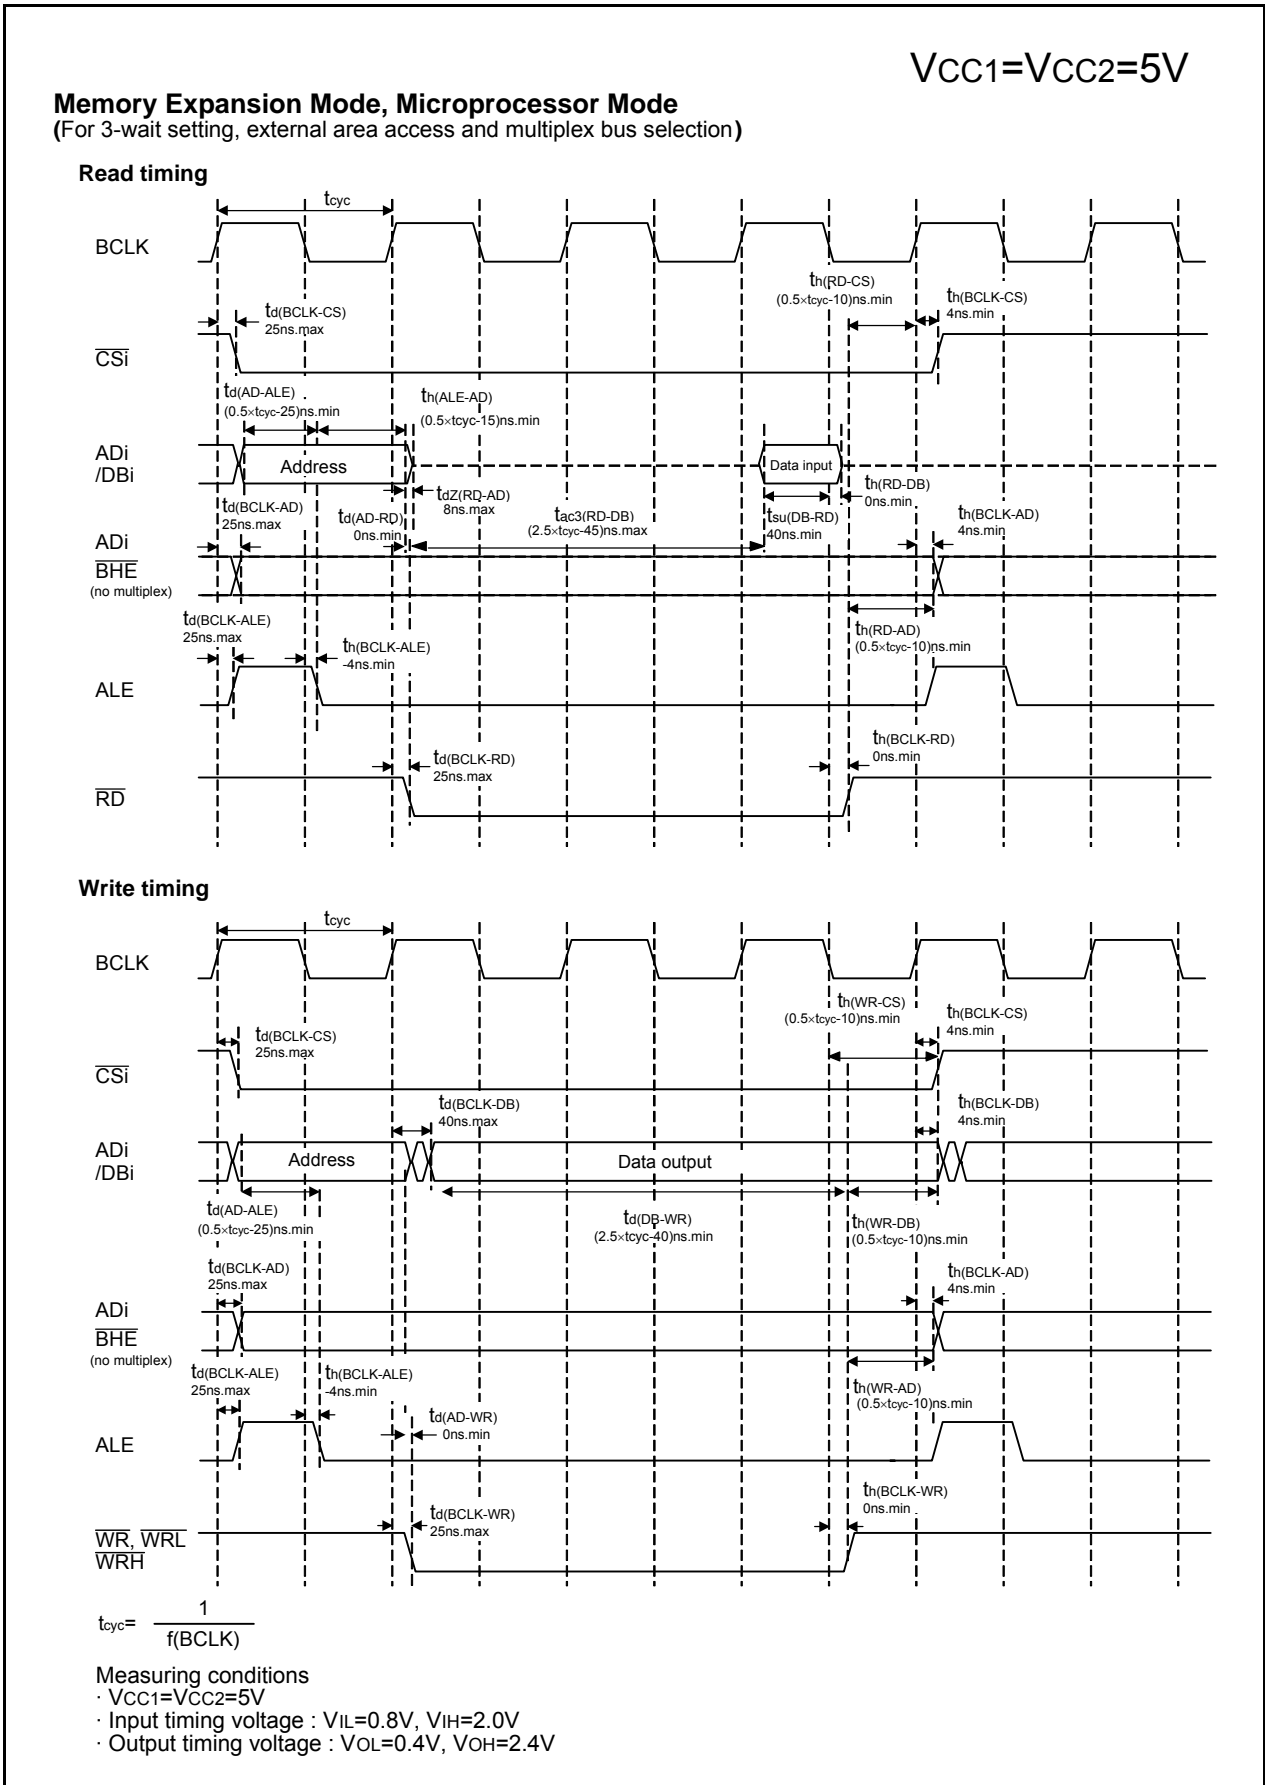 VCC1=VCC2=5V
Memory Expansion Mode, Microprocessor Mode
(For 3-wait setting, external area access and multiplex bus selection)
Read timing
tcyc
BCLK
th(RD-CS)
(0.5×tcyc-10)ns.min
th(BCLK-CS)
4ns.min
td(BCLK-CS)
25ns.max
CSi
td(AD-ALE)
(0.5×tcyc-25)ns.min
th(ALE-AD)
(0.5×tcyc-15)ns.min
ADi
/DBi
Address
Data input
td(BCLK-AD)
25ns.max
td(AD-RD)
0ns.min
tdZ(RD-AD)
8ns.max
tac3(RD-DB)
(2.5×tcyc-45)ns.max
tsu(DB-RD)
40ns.min
th(RD-DB)
0ns.min
th(BCLK-AD)
4ns.min
ADi
BHE
(no multiplex)
td(BCLK-ALE)
25ns.max
th(BCLK-ALE)
-4ns.min
th(RD-AD)
(0.5×tcyc-10)ns.min
ALE
td(BCLK-RD)
25ns.max
th(BCLK-RD)
0ns.min
RD
Write timing
tcyc
BCLK
th(WR-CS)
(0.5×tcyc-10)ns.min
th(BCLK-CS)
4ns.min
td(BCLK-CS)
25ns.max
CSi
td(BCLK-DB)
40ns.max
th(BCLK-DB)
4ns.min
ADi
/DBi
Address
Data output
td(AD-ALE)
(0.5×tcyc-25)ns.min
td(DB-WR)
(2.5×tcyc-40)ns.min
th(WR-DB)
(0.5×tcyc-10)ns.min
td(BCLK-AD)
25ns.max
th(BCLK-AD)
4ns.min
ADi
BHE
(no multiplex)
td(BCLK-ALE)
25ns.max
th(BCLK-ALE)
-4ns.min
th(WR-AD)
(0.5×tcyc-10)ns.min
td(AD-WR)
0ns.min
ALE
td(BCLK-WR)
25ns.max
th(BCLK-WR)
0ns.min
WR, WRL
WRH
tcyc= 1
f(BCLK)
Measuring conditions
· VCC1=VCC2=5V
· Input timing voltage : VIL=0.8V, VIH=2.0V
· Output timing voltage : VOL=0.4V, VOH=2.4V